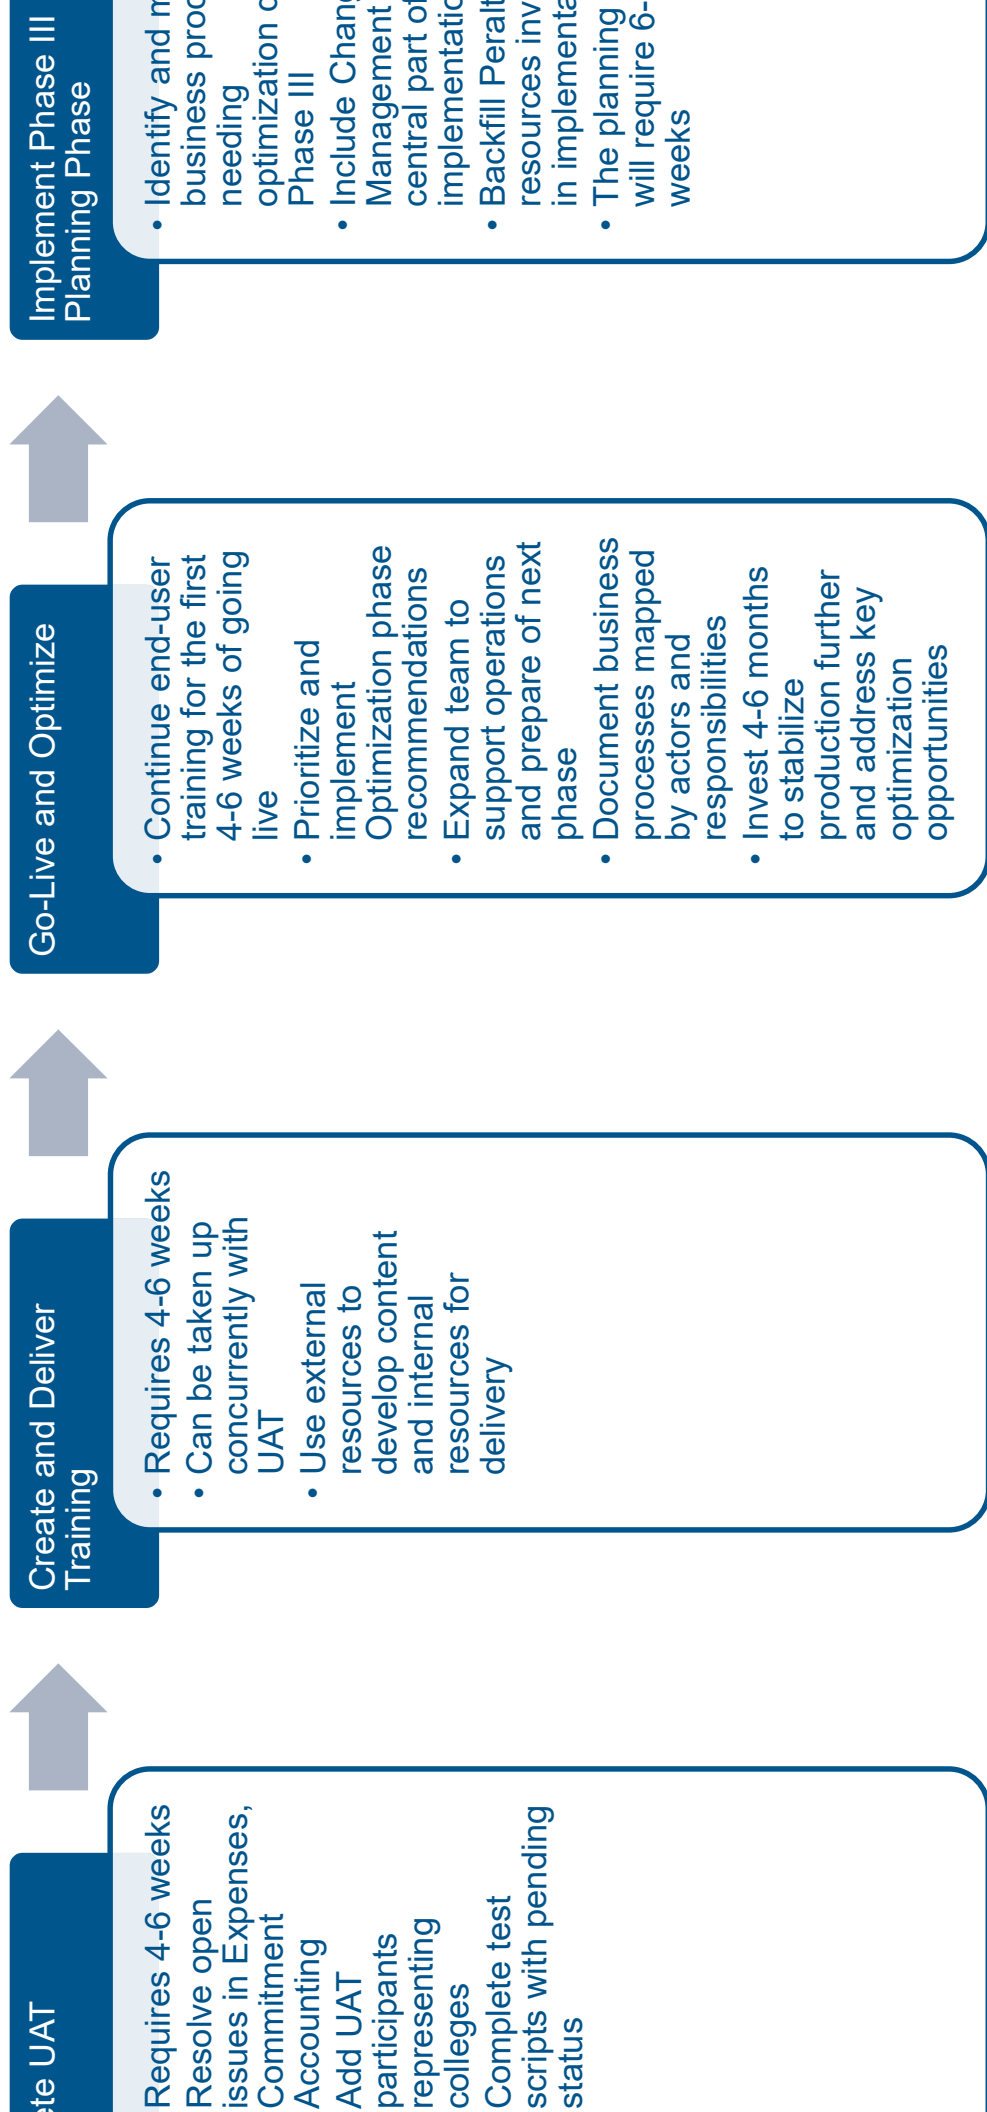 UAT
Requires 4-6 weeks
Resolve open
issues in Expenses,
Commitment
Accounting
Add UAT
participants
representing
colleges
Complete test
scripts with pending
status
Create and Deliver
Training
• Requires 4-6 weeks
• Can be taken up
concurrently with
UAT
• Use external
resources to
develop content
and internal
resources for
delivery
Go-Live and Optimize
• Continue end-user
training for the first
4-6 weeks of going
live
• Prioritize and
implement
Optimization phase
recommendations
• Expand team to
support operations
and prepare of next
phase
• Document business
processes mapped
by actors and
responsibilities
• Invest 4-6 months
to stabilize
production further
and address key
optimization
opportunities
Implement Phase III
Planning Phase
• Identify and
business
needing
optimization
Phase III
• Include
Management
central part of
• Backfill
resources
in
• The planning
will require 6-
weeks